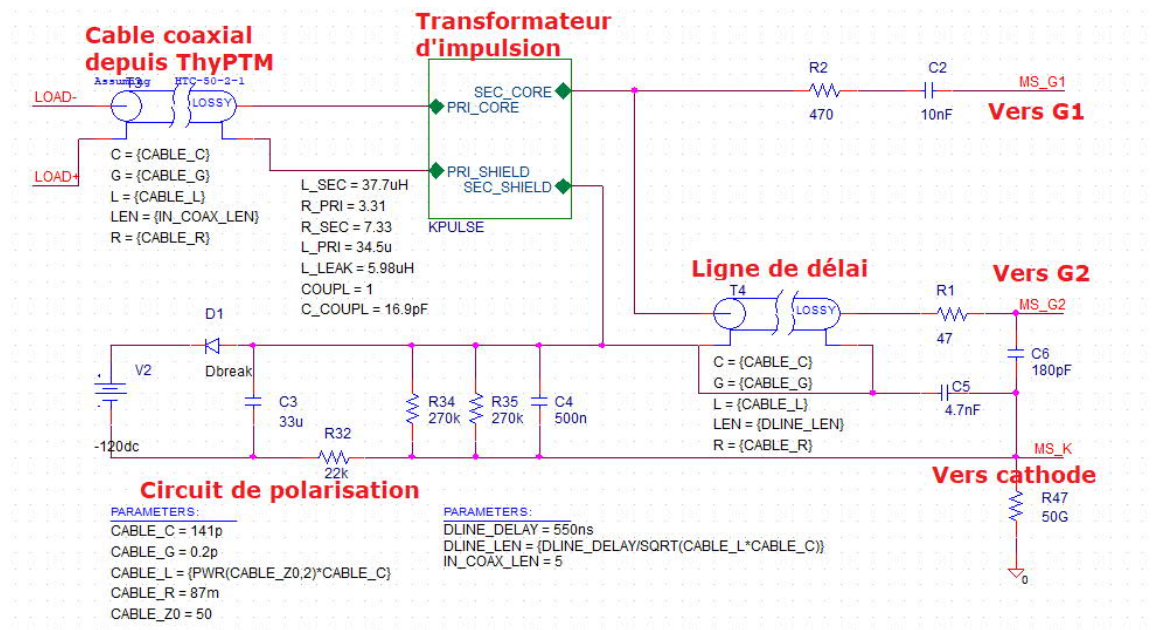 Cable coaxial
depuis ThyPTM
Transformateur
d'impulsion
HTC-50-2-1
LOAD-
LOSSY
LOAD+
C = {CABLE_C}
G = {CABLE_G}
L = {CABLE_L}
LEN = {IN_COAX_LEN}
R = {CABLE_R}
SEC_CORE
PRI_CORE
PRI_SHIELD
SEC_SHIELD
KPULSE
L_SEC = 37.7uH
R_PRI = 3.31
R_SEC = 7.33
L_PRI = 34.5u
L_LEAK = 5.98uH
COUPL = 1
C_COUPL = 16.9pF
R2
470
C2
10nF
MS_G1
Vers G1
Ligne de délai
T4
LOSSY
C = {CABLE_C}
G = {CABLE_G}
L = {CABLE_L}
LEN = {DLINE_LEN}
R = {CABLE_R}
Vers G2
R1
47
MS_G2
C6
180pF
C5
4.7nF
D1
Dbreak
V2
-120dc
C3
33u
R32
22k
R34
270k
R35
270k
C4
500n
MS_K
Vers cathode
R47
50G
0
Circuit de polarisation
PARAMETERS:
CABLE_C = 141p
CABLE_G = 0.2p
CABLE_L = {PWR(CABLE_Z0,2)*CABLE_C}
CABLE_R = 87m
CABLE_Z0 = 50
PARAMETERS:
DLINE_DELAY = 550ns
DLINE_LEN = {DLINE_DELAY/SQRT(CABLE_L*CABLE_C)}
IN_COAX_LEN = 5